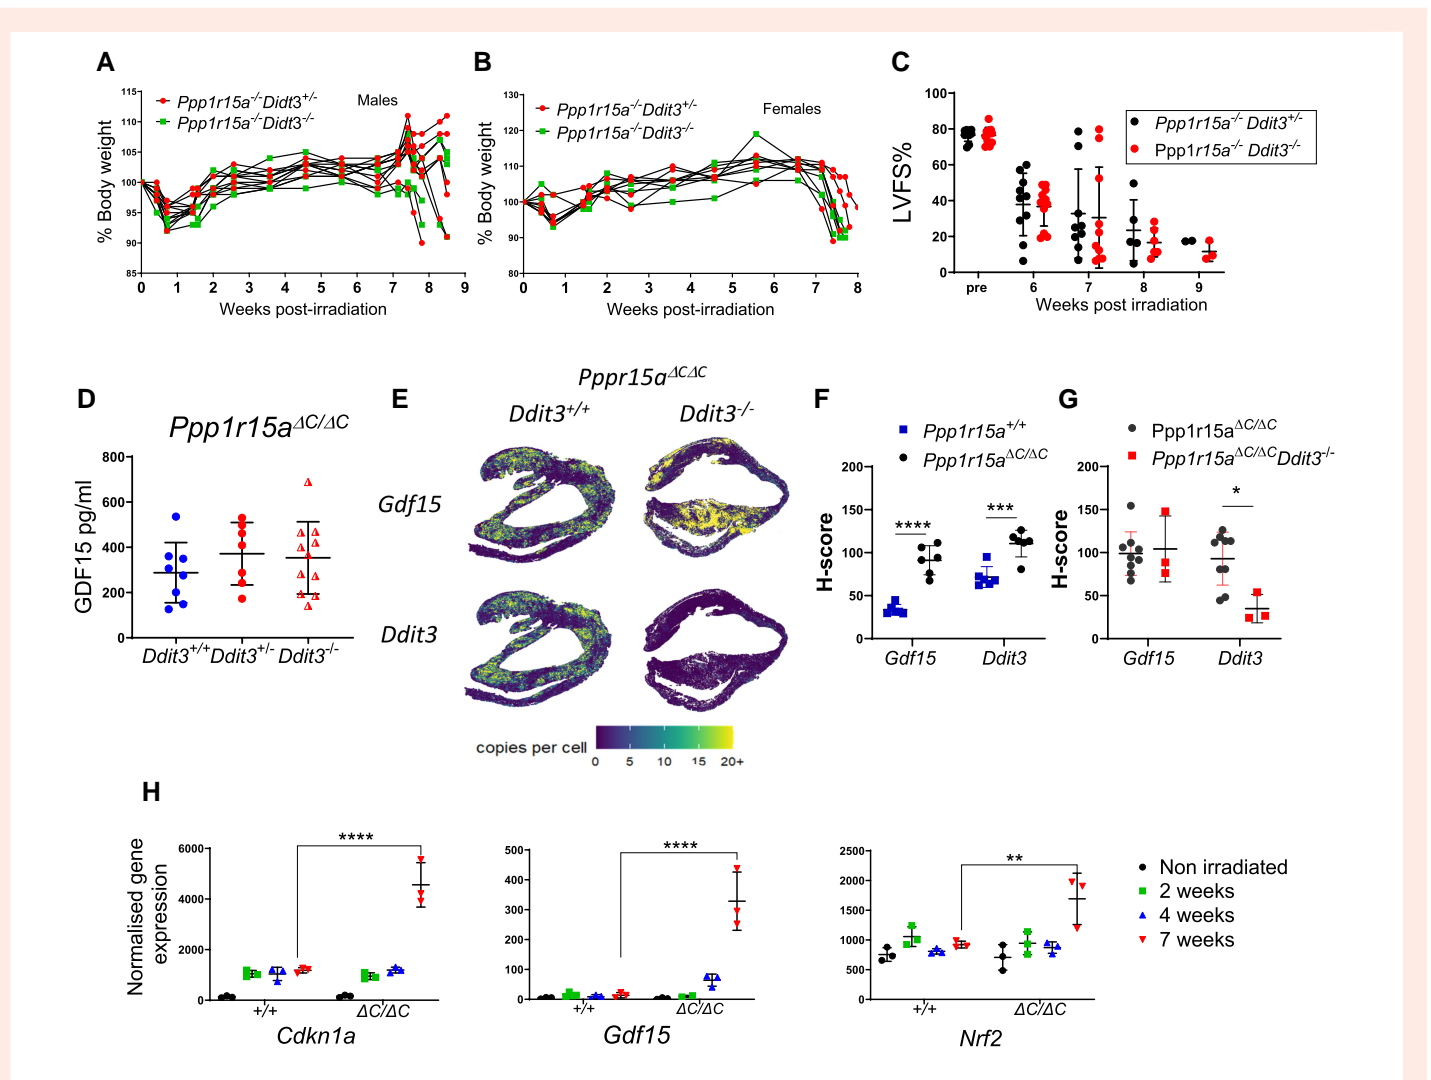 A
Ppp1r15a-/-Didt3+/-
Ppp1r15a-/-Ddit3-/-
Males
% Body weight
115
110
105
100
95
90
85
0 1 2 3 4 5 6 7 8 9
Weeks post-irradiation
B
Ppp1r15a-/-Ddit3+/-
Ppp1r15a-/-Ddit3-/-
Females
% Body weight
130
120
110
100
90
80
0 1 2 3 4 5 6 7 8
Weeks post-irradiation
C
Ppp1r15a-/- Ddit3+/-
Ppp1r15a-/- Ddit3-/-
LVFS%
100
80
60
40
20
0
pre 6 7 8 9
Weeks post irradiation
D
Ppp1r15aΔC/ΔC
GDF15 pg/ml
800
600
400
200
0
Ddit3+/+ Ddit3+/- Ddit3-/-
E
Pppr15aΔCΔC
Ddit3+/+ Ddit3-/-
Gdf15
Ddit3
copies per cell
0 5 10 15 20+
F
Ppp1r15a+/+
Ppp1r15aΔC/ΔC
H-score
200
150
100
50
0
**** ***
Gdf15 Ddit3
G
Ppp1r15aΔC/ΔC
Ppp1r15aΔC/ΔCDdit3-/-
H-score
200
150
100
50
0
*
Gdf15 Ddit3
H
Normalised gene
expression
6000
4000
2000
0
****
+/+ ΔC/ΔC
Cdkn1a
500
400
300
200
100
0
****
+/+ ΔC/ΔC
Gdf15
2500
2000
1500
1000
500
0
**
+/+ ΔC/ΔC
Nrf2
Non irradiated
2 weeks
4 weeks
7 weeks